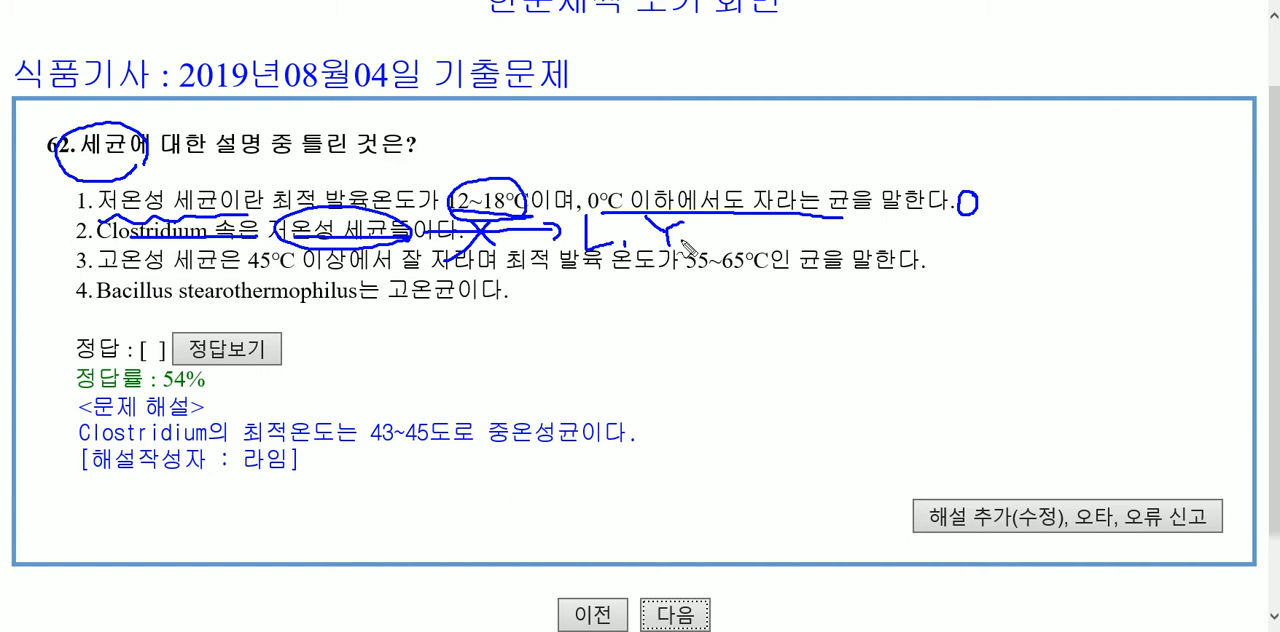 한문제씩 보기 화면
식품기사 : 2019년08월04일 기출문제
62. 세균에 대한 설명 중 틀린 것은?
1. 저온성 세균이란 최적 발육온도가 12~18℃이며, 0℃ 이하에서도 자라는 균을 말한다.
2. Clostridium 속은 저온성 세균들이다. L. Y
3. 고온성 세균은 45℃ 이상에서 잘 자라며 최적 발육 온도가 55~65℃인 균을 말한다.
4. Bacillus stearothermophilus는 고온균이다.
정답 : [ ] 정답보기
정답률 : 54%
<문제 해설>
Clostridium의 최적온도는 43~45도로 중온성균이다.
[해설작성자 : 라임]
해설 추가(수정), 오타, 오류 신고
이전 다음